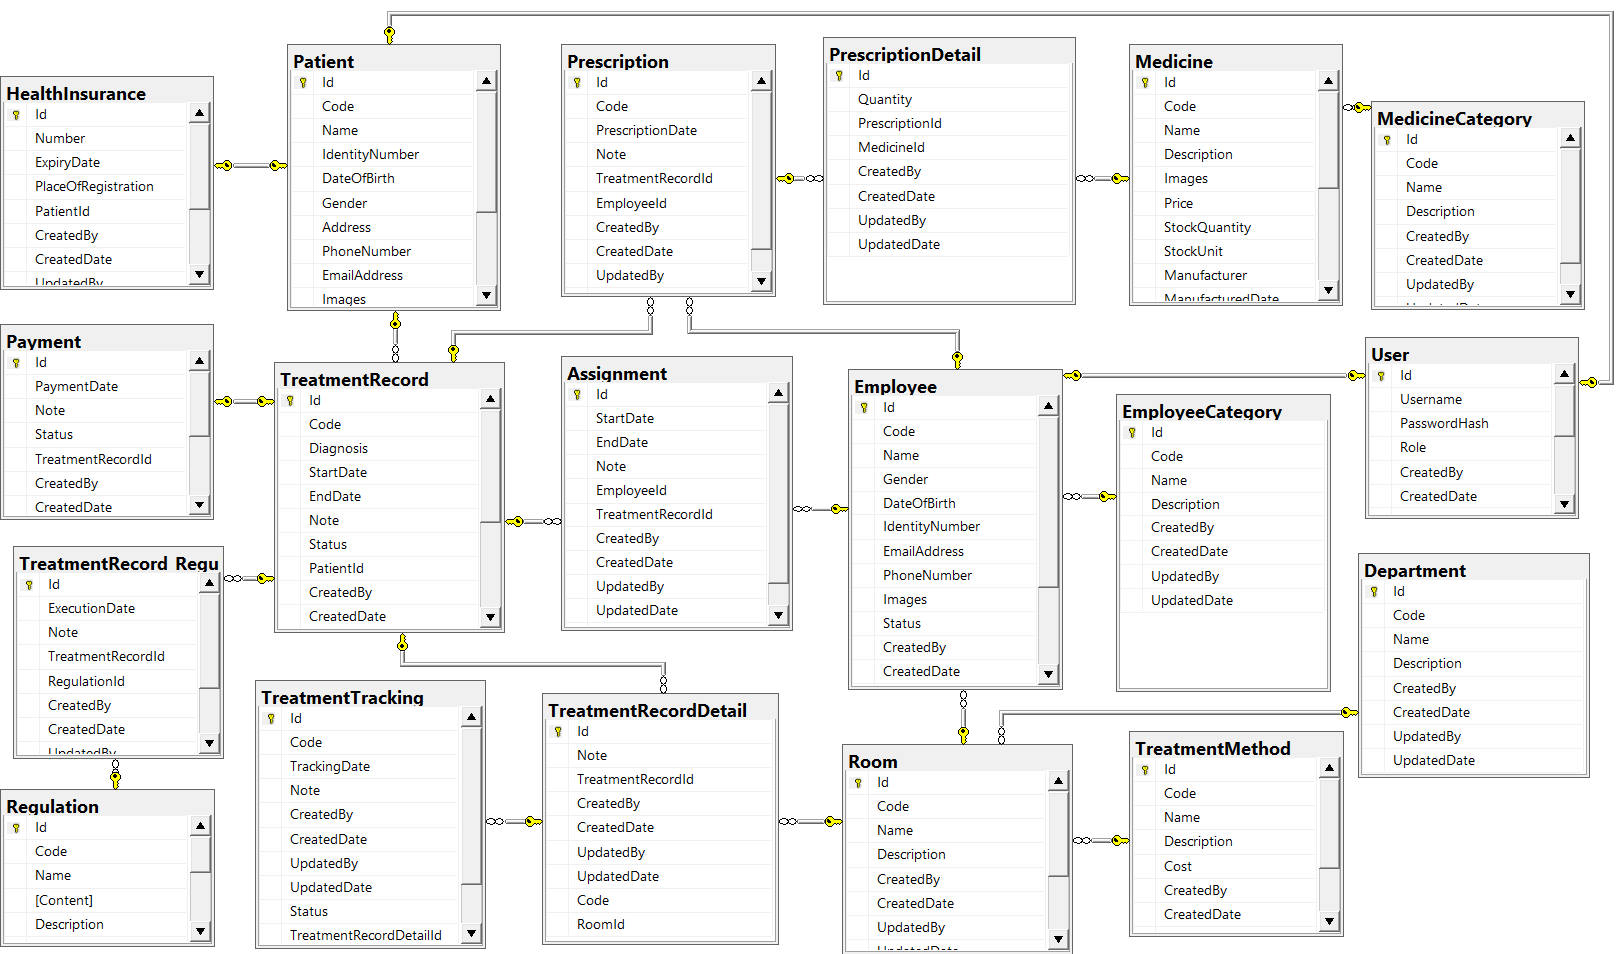 HealthInsurance
Id
Number
ExpiryDate
PlaceOfRegistration
PatientId
CreatedBy
CreatedDate
UpdatedBy
Patient
Id
Code
Name
IdentityNumber
DateOfBirth
Gender
Address
PhoneNumber
EmailAddress
Images
Prescription
Id
Code
PrescriptionDate
Note
TreatmentRecordId
EmployeeId
CreatedBy
CreatedDate
UpdatedBy
PrescriptionDetail
Id
Quantity
PrescriptionId
MedicineId
CreatedBy
CreatedDate
UpdatedBy
UpdatedDate
Medicine
Id
Code
Name
Description
Images
Price
StockQuantity
StockUnit
Manufacturer
ManufacturedDate
MedicineCategory
Id
Code
Name
Description
CreatedBy
CreatedDate
UpdatedBy
UpdatedDate
Payment
Id
PaymentDate
Note
Status
TreatmentRecordId
CreatedBy
CreatedDate
TreatmentRecord
Id
Code
Diagnosis
StartDate
EndDate
Note
Status
PatientId
CreatedBy
CreatedDate
Assignment
Id
StartDate
EndDate
Note
EmployeeId
TreatmentRecordId
CreatedBy
CreatedDate
UpdatedBy
UpdatedDate
Employee
Id
Code
Name
Gender
DateOfBirth
IdentityNumber
EmailAddress
PhoneNumber
Images
Status
CreatedBy
CreatedDate
EmployeeCategory
Id
Code
Name
Description
CreatedBy
CreatedDate
UpdatedBy
UpdatedDate
User
Id
Username
PasswordHash
Role
CreatedBy
CreatedDate
TreatmentRecord_Regu
Id
ExecutionDate
Note
TreatmentRecordId
RegulationId
CreatedBy
CreatedDate
UpdatedBy
Department
Id
Code
Name
Description
CreatedBy
CreatedDate
UpdatedBy
UpdatedDate
TreatmentTracking
Id
Code
TrackingDate
Note
CreatedBy
CreatedDate
UpdatedBy
UpdatedDate
Status
TreatmentRecordDetailId
TreatmentRecordDetail
Id
Note
TreatmentRecordId
CreatedBy
CreatedDate
UpdatedBy
UpdatedDate
Code
RoomId
Room
Id
Code
Name
Description
CreatedBy
CreatedDate
UpdatedBy
UpdatedDate
TreatmentMethod
Id
Code
Name
Description
Cost
CreatedBy
CreatedDate
Regulation
Id
Code
Name
[Content]
Description